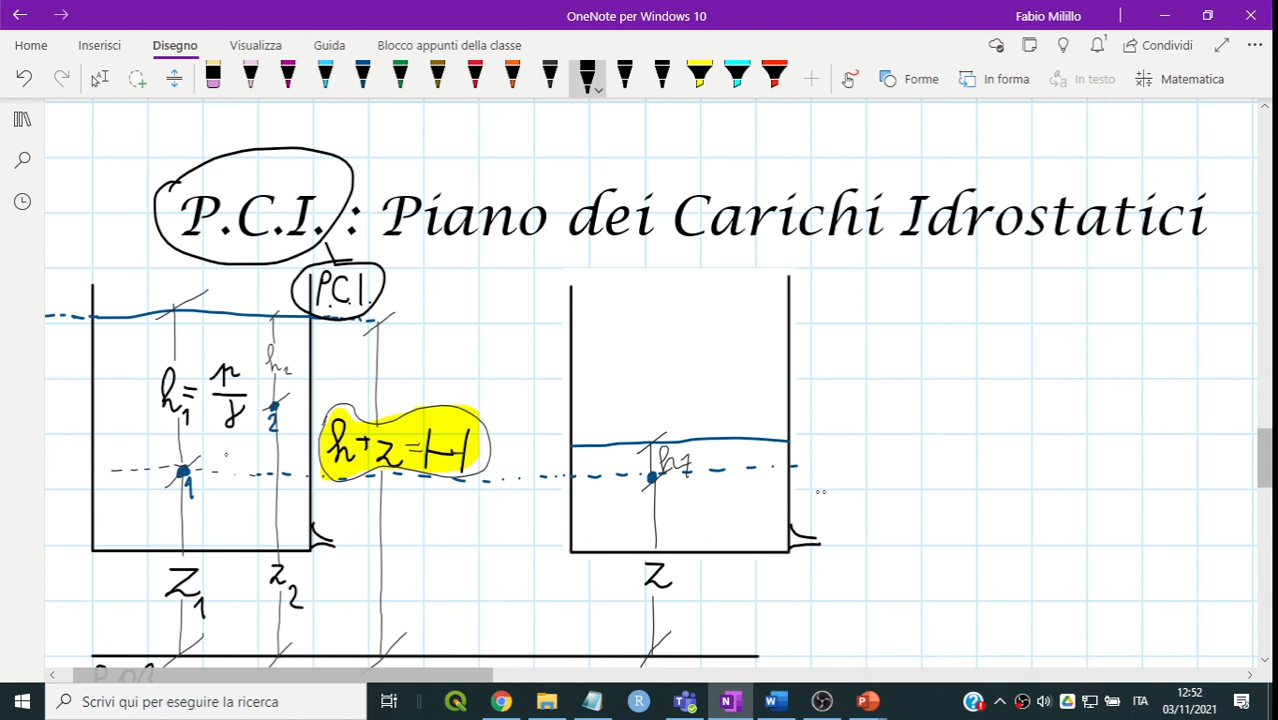 OneNote per Windows 10
Fabio Milillo
Home Inserisci Disegno Visualizza Guida Blocco appunti della classe Condividi
Forme In forma In testo Matematica
P.C.I. : Piano dei Carichi Idrostatici
P.C.I.
h1 = p/γ
h2
2
h+z=H
1
h1
z1
z2
z
Scrivi qui per eseguire la ricerca
ITA
12:52
03/11/2021